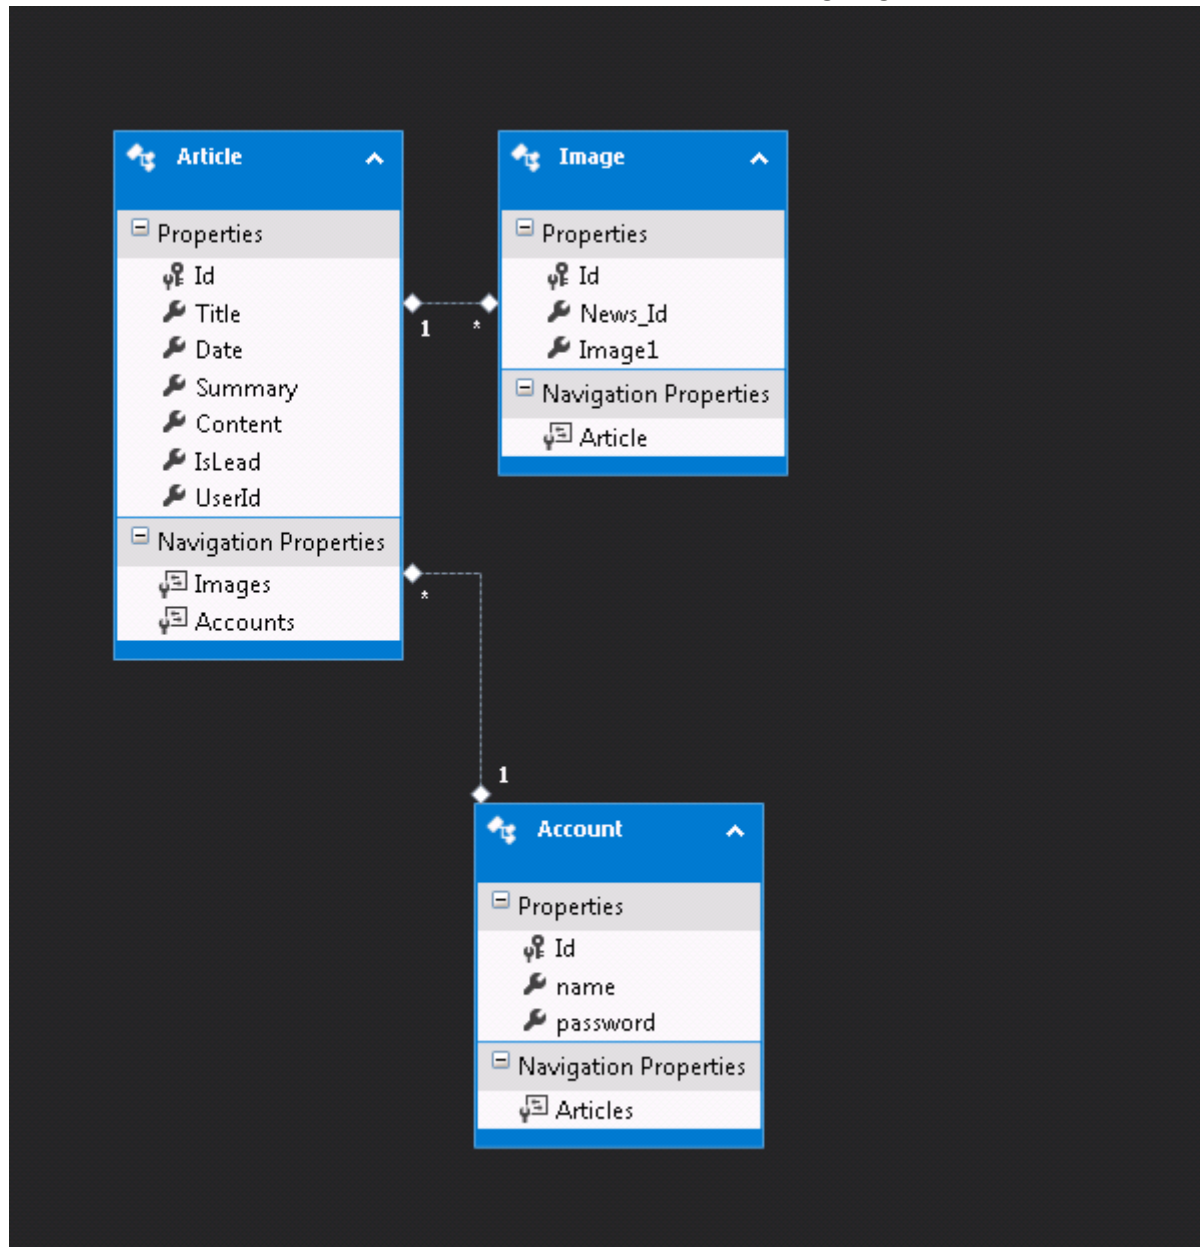 Article
Properties
Id
Title
Date
Summary
Content
IsLead
UserId
Navigation Properties
Images
Accounts
1 *
Image
Properties
Id
News_Id
Image1
Navigation Properties
Article
*
1
Account
Properties
Id
name
password
Navigation Properties
Articles